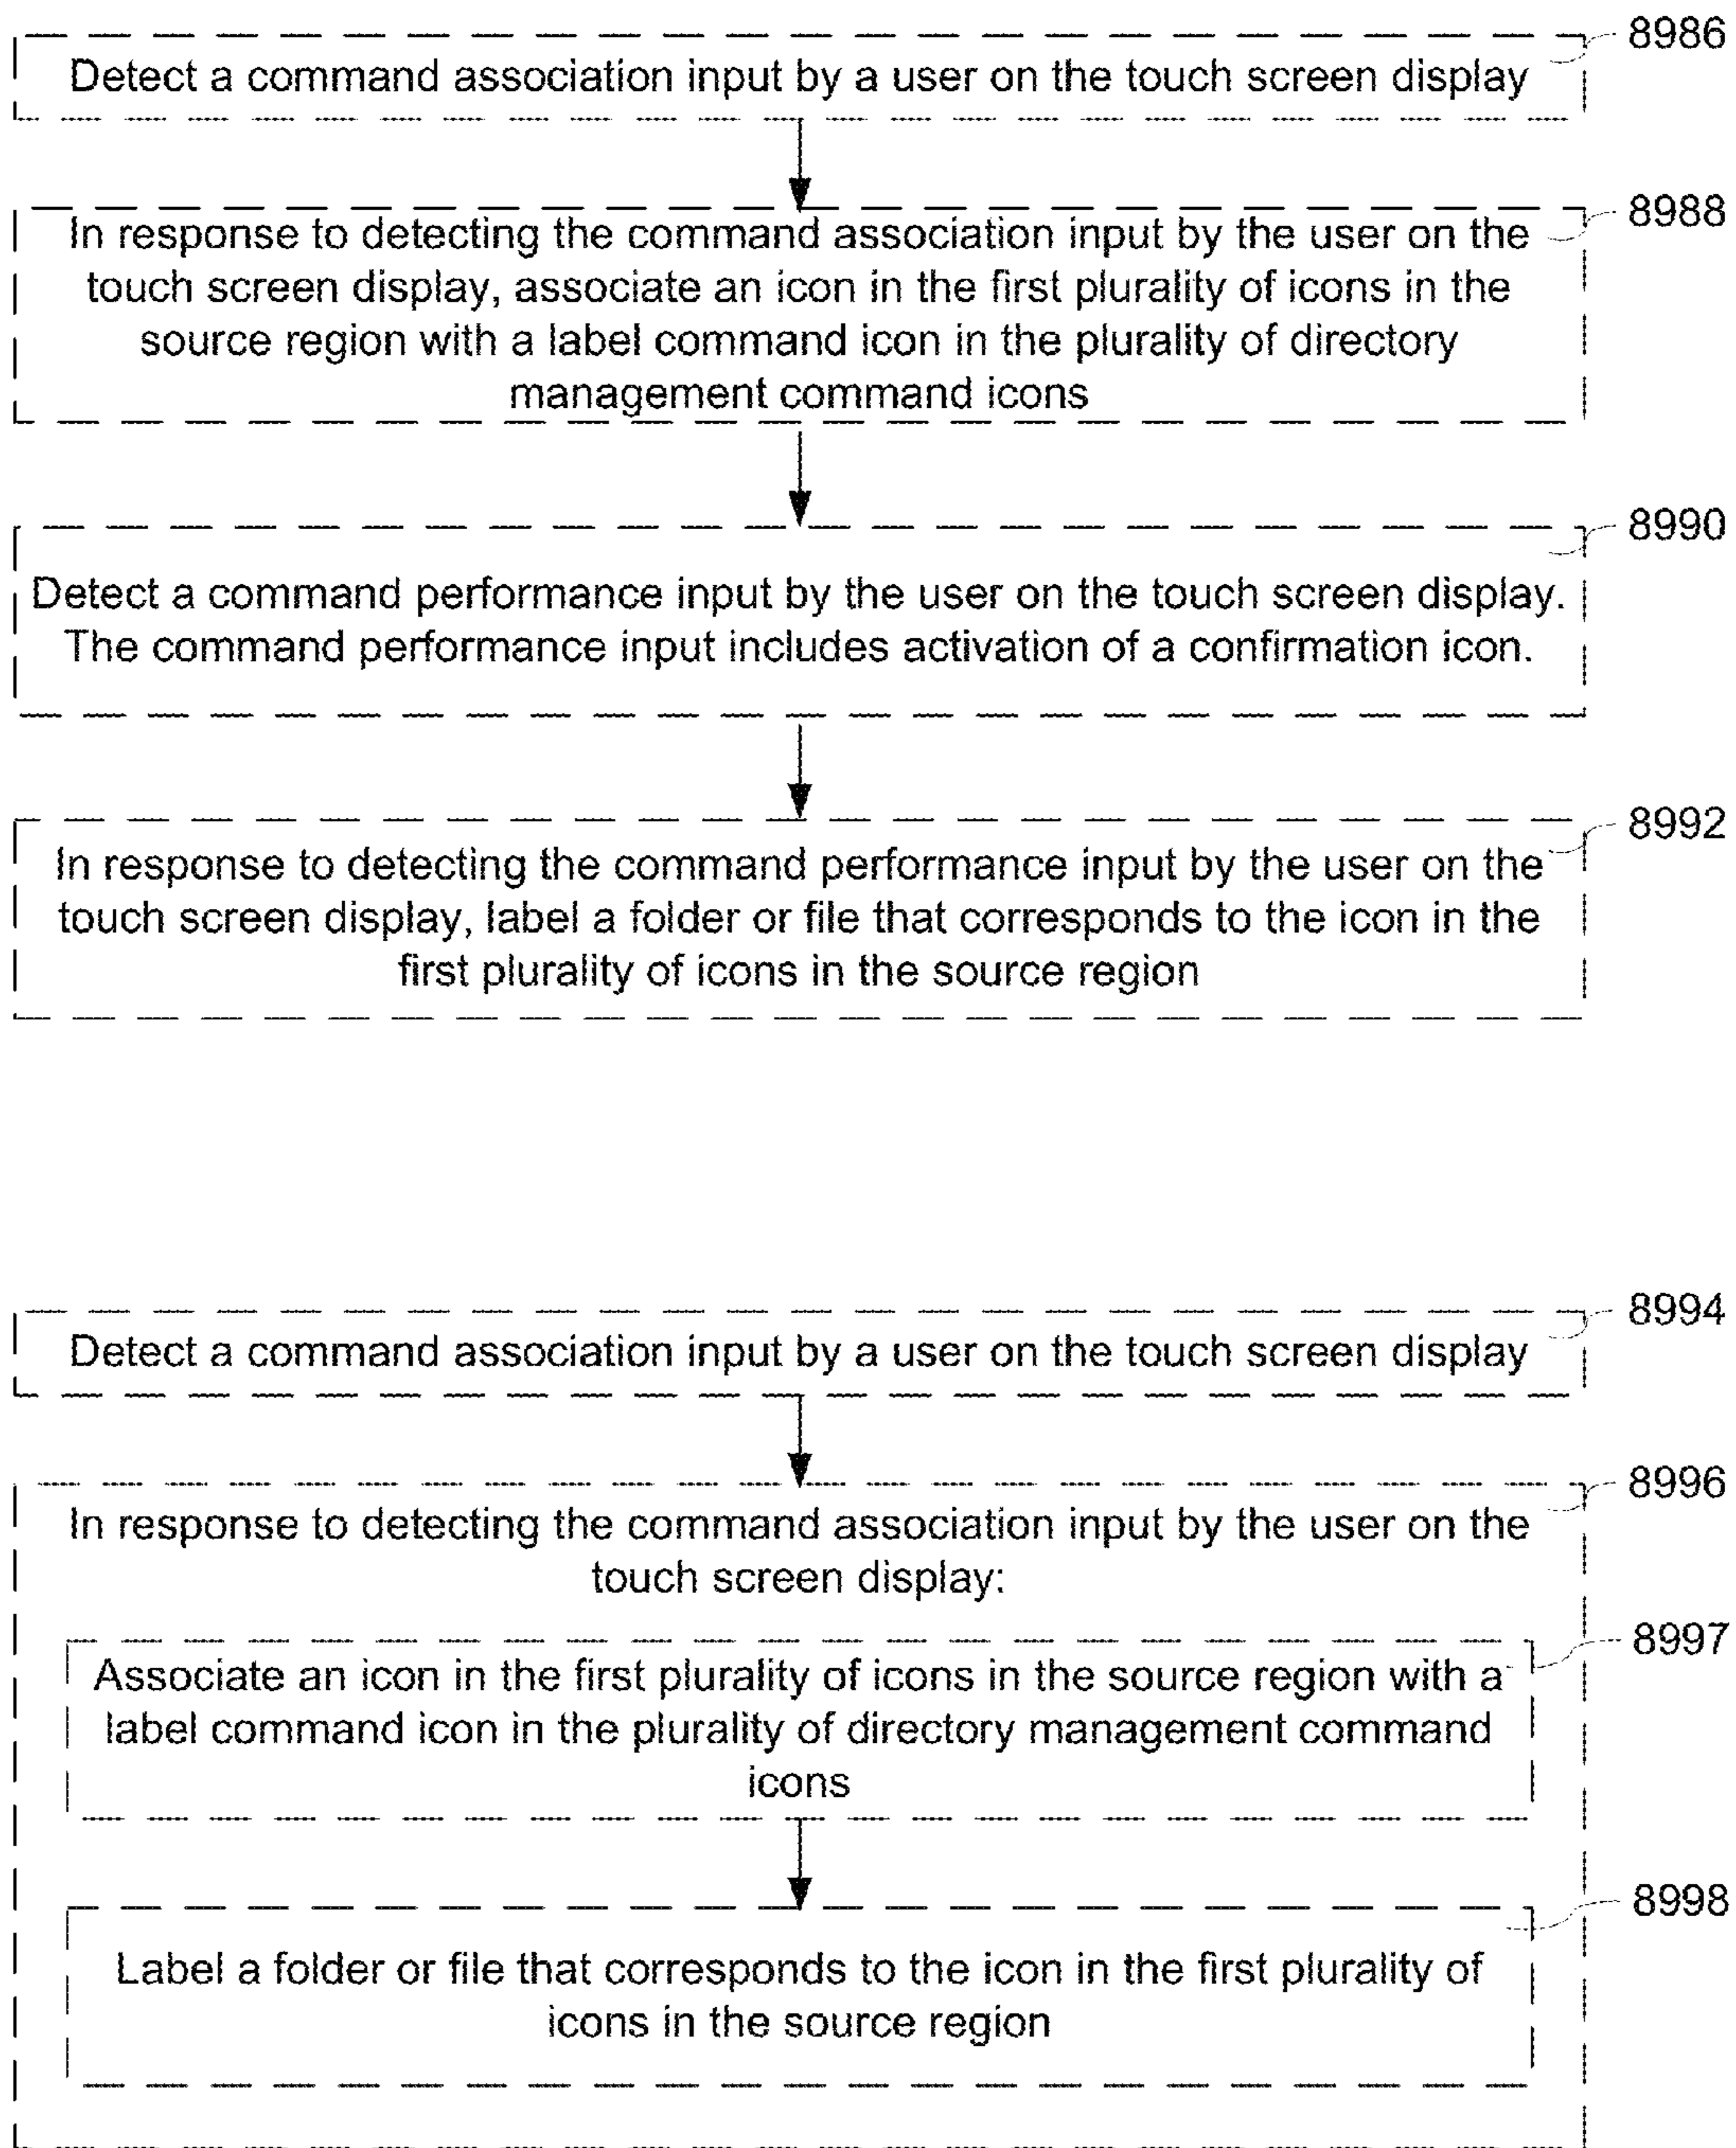 8986
Detect a command association input by a user on the touch screen display
8988
In response to detecting the command association input by the user on the
touch screen display, associate an icon in the first plurality of icons in the
source region with a label command icon in the plurality of directory
management command icons
8990
Detect a command performance input by the user on the touch screen display.
The command performance input includes activation of a confirmation icon.
8992
In response to detecting the command performance input by the user on the
touch screen display, label a folder or file that corresponds to the icon in the
first plurality of icons in the source region
8994
Detect a command association input by a user on the touch screen display
8996
In response to detecting the command association input by the user on the
touch screen display:
8997
Associate an icon in the first plurality of icons in the source region with a
label command icon in the plurality of directory management command
icons
8998
Label a folder or file that corresponds to the icon in the first plurality of
icons in the source region